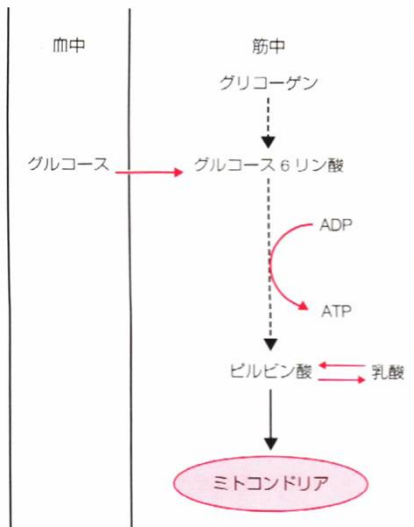 血中
筋中
グリコーゲン
グルコース
グルコース 6 リン酸
ADP
ATP
ピルビン酸
乳酸
ミトコンドリア